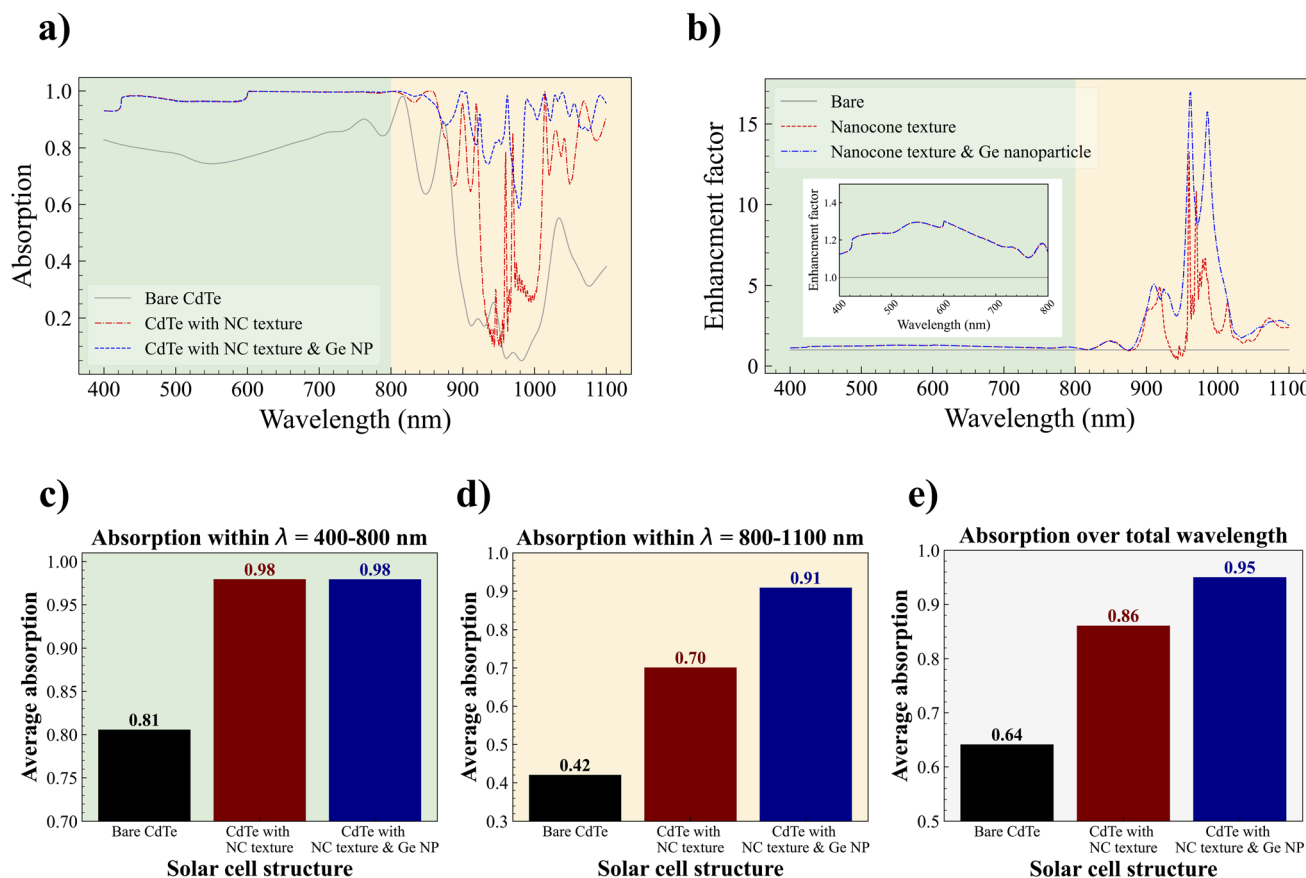 a)
1.0
0.8
0.6
0.4
0.2
Absorption
Bare CdTe
CdTe with NC texture
CdTe with NC texture & Ge NP
400 500 600 700 800 900 1000 1100
Wavelength (nm)
b)
15
10
5
1
0
Enhancment factor
Bare
Nanocone texture
Nanocone texture & Ge nanoparticle
1.4
1.2
1.0
Enhancment factor
400 500 600 700 800
Wavelength (nm)
400 500 600 700 800 900 1000 1100
Wavelength (nm)
c)
Absorption within λ = 400-800 nm
1.00
0.95
0.90
0.85
0.80
0.75
0.70
Average absorption
0.81
0.98
0.98
Bare CdTe
CdTe with
NC texture
CdTe with
NC texture & Ge NP
Solar cell structure
d)
Absorption within λ = 800-1100 nm
1.0
0.9
0.8
0.7
0.6
0.5
0.4
0.3
Average absorption
0.42
0.70
0.91
Bare CdTe
CdTe with
NC texture
CdTe with
NC texture & Ge NP
Solar cell structure
e)
Absorption over total wavelength
1.0
0.9
0.8
0.7
0.6
0.5
Average absorption
0.64
0.86
0.95
Bare CdTe
CdTe with
NC texture
CdTe with
NC texture & Ge NP
Solar cell structure